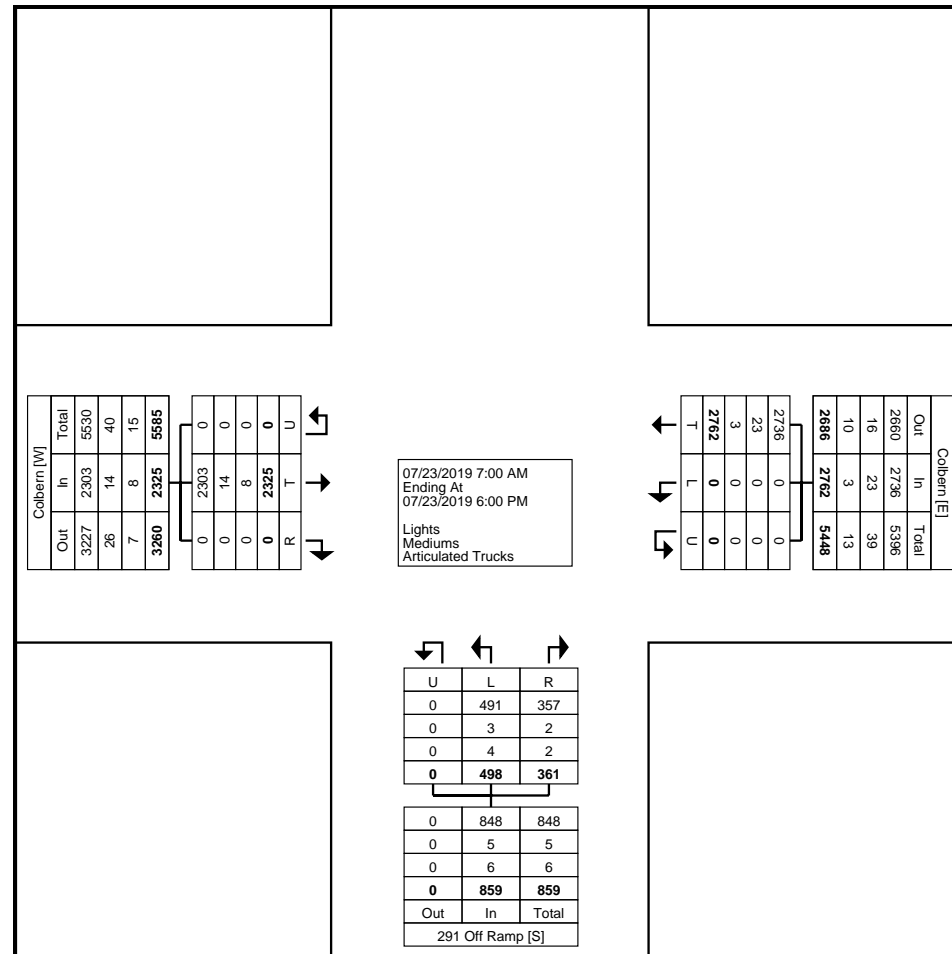 Colbern [W]
Total In Out
5530 2303 3227
40 14 26
15 8 7
5585 2325 3260
0 2303 0
0 14 0
0 8 0
0 2325 0
U T R
07/23/2019 7:00 AM
Ending At
07/23/2019 6:00 PM
Lights
Mediums
Articulated Trucks
Colbern [E]
Out In Total
2660 2736 5396
16 23 39
10 3 13
2686 2762 5448
2736 0 0
23 0 0
3 0 0
2762 0 0
T L U
U L R
0 491 357
0 3 2
0 4 2
0 498 361
0 848 848
0 5 5
0 6 6
0 859 859
Out In Total
291 Off Ramp [S]